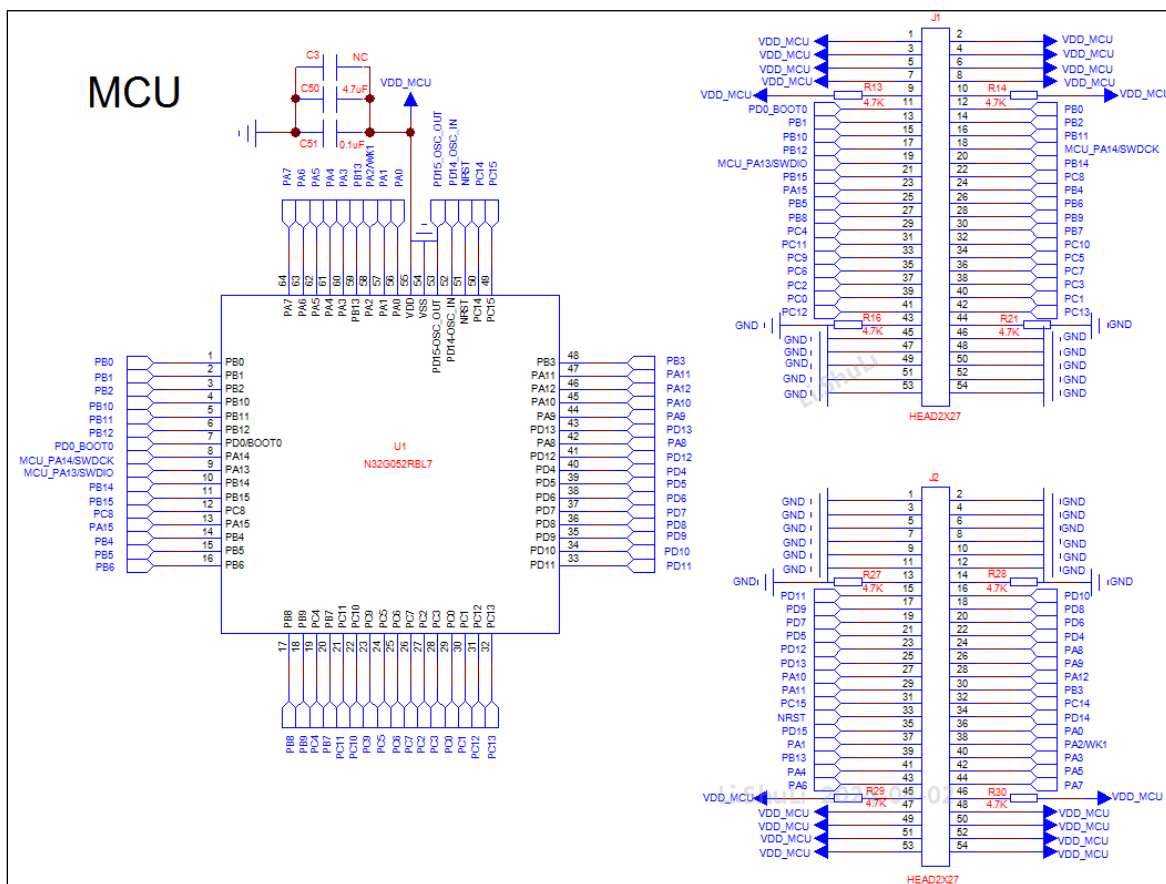 MCU
C3 NC
C50 4.7uF
C51 0.1uF
VDD_MCU
PA7
PA6
PA5
PA4
PA3
PB13
PA2/WK1
PA1
PA0
PD15_OSC_OUT
PD14_OSC_IN
NRST
PC14
PC15
64 63 62 61 60 59 58 57 56 55 54 53 52 51 50 49
PA7
PA6
PA5
PA4
PA3
PB13
PA2
PA1
PA0
VDD
VSS
PD15-OSC_OUT
PD14-OSC_IN
NRST
PC14
PC15
PB0 1 PB0
PB1 2 PB1
PB2 3 PB2
PB10 4 PB10
PB11 5 PB11
PB12 6 PB12
PD0_BOOT0 7 PD0/BOOT0
MCU_PA14/SWDCK 8 PA14
MCU_PA13/SWDIO 9 PA13
PB14 10 PB14
PB15 11 PB15
PC8 12 PC8
PA15 13 PA15
PB4 14 PB4
PB5 15 PB5
PB6 16 PB6
U1
N32G052RBL7
PB3 48 PB3
PA11 47 PA11
PA12 46 PA12
PA10 45 PA10
PA9 44 PA9
PD13 43 PD13
PA8 42 PA8
PD12 41 PD12
PD4 40 PD4
PD5 39 PD5
PD6 38 PD6
PD7 37 PD7
PD8 36 PD8
PD9 35 PD9
PD10 34 PD10
PD11 33 PD11
PB8
PB9
PC4
PB7
PC11
PC10
PC9
PC5
PC6
PC7
PC2
PC3
PC0
PC1
PC12
PC13
17 18 19 20 21 22 23 24 25 26 27 28 29 30 31 32
PB8
PB9
PC4
PB7
PC11
PC10
PC9
PC5
PC6
PC7
PC2
PC3
PC0
PC1
PC12
PC13
J1
VDD_MCU 1 2 VDD_MCU
VDD_MCU 3 4 VDD_MCU
VDD_MCU 5 6 VDD_MCU
VDD_MCU 7 8 VDD_MCU
VDD_MCU R13 4.7K 9 10 R14 4.7K VDD_MCU
PD0_BOOT0 11 12 PB0
PB1 13 14 PB2
PB10 15 16 PB11
PB12 17 18 MCU_PA14/SWDCK
MCU_PA13/SWDIO 19 20 PB14
PB15 21 22 PC8
PA15 23 24 PB4
PB5 25 26 PB6
PB8 27 28 PB9
PC4 29 30 PB7
PC11 31 32 PC10
PC9 33 34 PC5
PC6 35 36 PC7
PC2 37 38 PC3
PC0 39 40 PC1
PC12 41 42 PC13
GND R16 4.7K 43 44 R21 4.7K GND
GND 45 46 GND
GND 47 48 GND
GND 49 50 GND
GND 51 52 GND
GND 53 54 GND
Li.ShuLi
HEAD2X27
J2
GND 1 2 GND
GND 3 4 GND
GND 5 6 GND
GND 7 8 GND
GND 9 10 GND
GND 11 12 GND
GND R27 4.7K 13 14 R28 4.7K GND
PD11 15 16 PD10
PD9 17 18 PD8
PD7 19 20 PD6
PD5 21 22 PD4
PD12 23 24 PA8
PD13 25 26 PA9
PA10 27 28 PA12
PA11 29 30 PB3
PC15 31 32 PC14
NRST 33 34 PD14
PD15 35 36 PA0
PA1 37 38 PA2/WK1
PB13 39 40 PA3
PA4 41 42 PA5
PA6 43 44 PA7
VDD_MCU R29 4.7K 45 46 R30 4.7K VDD_MCU
VDD_MCU 47 48 VDD_MCU
VDD_MCU 49 50 VDD_MCU
VDD_MCU 51 52 VDD_MCU
VDD_MCU 53 54 VDD_MCU
HEAD2X27